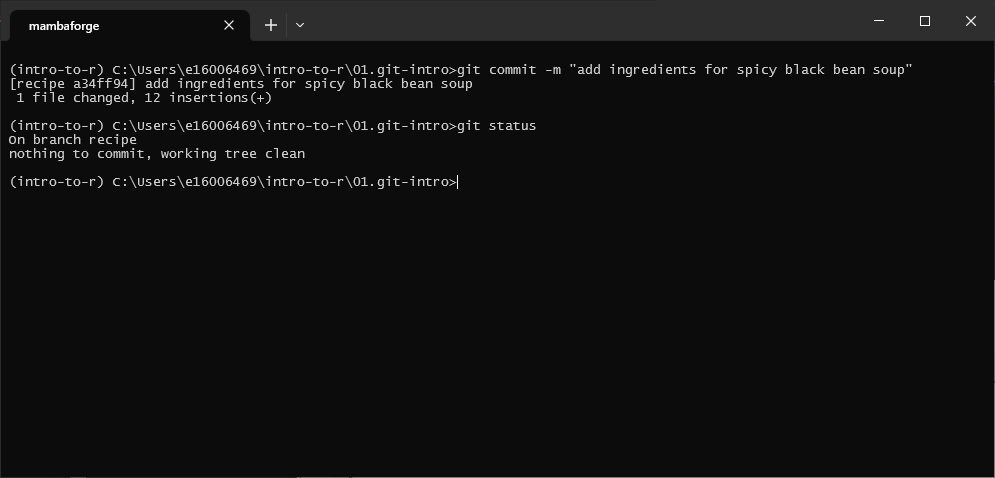 mambaforge
(intro-to-r) C:\Users\e16006469\intro-to-r\01.git-intro>git commit -m "add ingredients for spicy black bean soup"
[recipe a34ff94] add ingredients for spicy black bean soup
 1 file changed, 12 insertions(+)
(intro-to-r) C:\Users\e16006469\intro-to-r\01.git-intro>git status
On branch recipe
nothing to commit, working tree clean
(intro-to-r) C:\Users\e16006469\intro-to-r\01.git-intro>